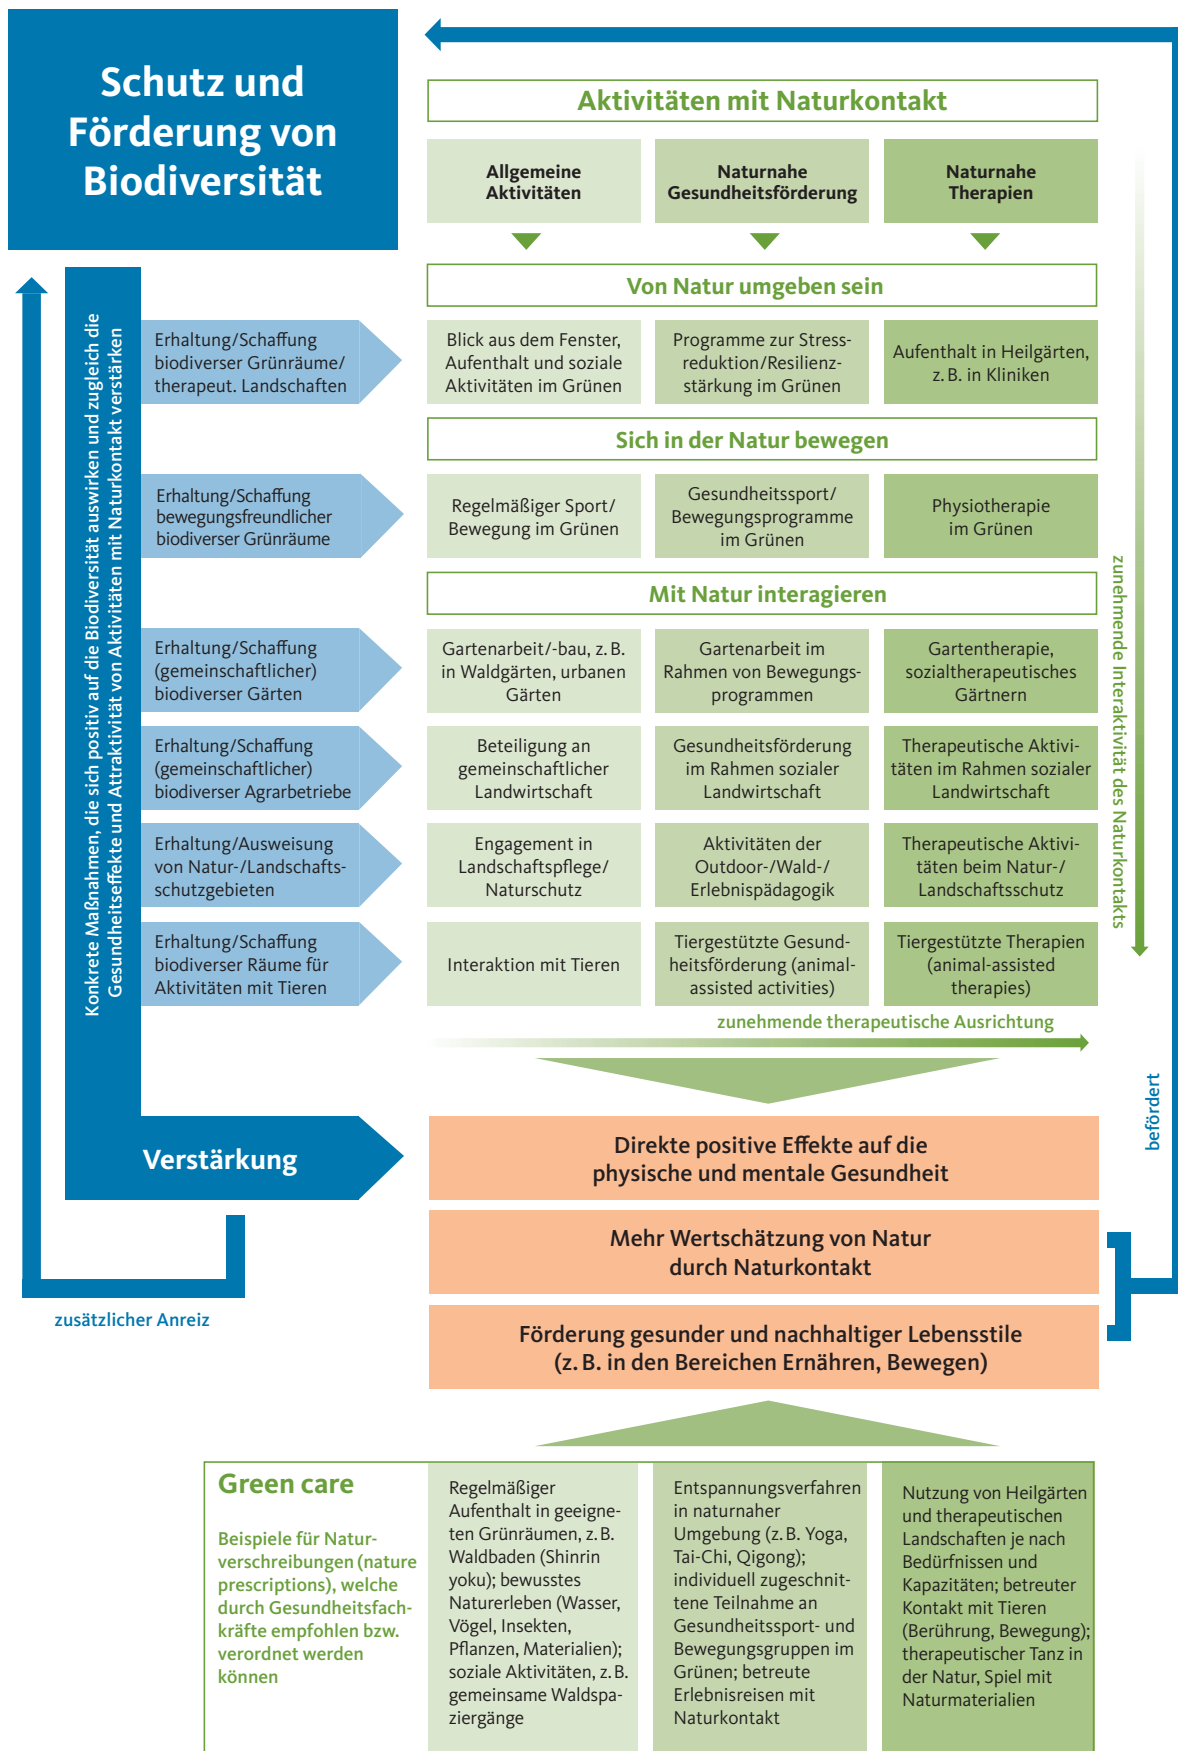 Schutz und
Förderung von
Biodiversität
Aktivitäten mit Naturkontakt
Allgemeine
Aktivitäten
Naturnahe
Gesundheitsförderung
Naturnahe
Therapien
Von Natur umgeben sein
Erhaltung/Schaffung
biodiverser Grünräume/
therapeut. Landschaften
Blick aus dem Fenster,
Aufenthalt und soziale
Aktivitäten im Grünen
Programme zur Stress-
reduktion/Resilienz-
stärkung im Grünen
Aufenthalt in Heilgärten,
z. B. in Kliniken
Sich in der Natur bewegen
Erhaltung/Schaffung
bewegungsfreundlicher
biodiverser Grünräume
Regelmäßiger Sport/
Bewegung im Grünen
Gesundheitssport/
Bewegungsprogramme
im Grünen
Physiotherapie
im Grünen
Mit Natur interagieren
Erhaltung/Schaffung
(gemeinschaftlicher)
biodiverser Gärten
Gartenarbeit/-bau, z. B.
in Waldgärten, urbanen
Gärten
Gartenarbeit im
Rahmen von Bewegungs-
programmen
Gartentherapie,
sozialtherapeutisches
Gärtnern
Erhaltung/Schaffung
(gemeinschaftlicher)
biodiverser Agrarbetriebe
Beteiligung an
gemeinschaftlicher
Landwirtschaft
Gesundheitsförderung
im Rahmen sozialer
Landwirtschaft
Therapeutische Aktivi-
täten im Rahmen sozialer
Landwirtschaft
Erhaltung/Ausweisung
von Natur-/Landschafts-
schutzgebieten
Engagement in
Landschaftspflege/
Naturschutz
Aktivitäten der
Outdoor-/Wald-/
Erlebnispädagogik
Therapeutische Aktivi-
täten beim Natur-/
Landschaftsschutz
Erhaltung/Schaffung
biodiverser Räume für
Aktivitäten mit Tieren
Interaktion mit Tieren
Tiergestützte Gesund-
heitsförderung (animal-
assisted activities)
Tiergestützte Therapien
(animal-assisted
therapies)
Konkrete Maßnahmen, die sich positiv auf die Biodiversität auswirken und zugleich die
Gesundheitseffekte und Attraktivität von Aktivitäten mit Naturkontakt verstärken
zunehmende Interaktivität des Naturkontakts
zunehmende therapeutische Ausrichtung
befördert
Verstärkung
Direkte positive Effekte auf die
physische und mentale Gesundheit
Mehr Wertschätzung von Natur
durch Naturkontakt
zusätzlicher Anreiz
Förderung gesunder und nachhaltiger Lebensstile
(z. B. in den Bereichen Ernähren, Bewegen)
Green care
Beispiele für Natur-
verschreibungen (nature
prescriptions), welche
durch Gesundheitsfach-
kräfte empfohlen bzw.
verordnet werden
können
Regelmäßiger
Aufenthalt in geeigne-
ten Grünräumen, z. B.
Waldbaden (Shinrin
yoku); bewusstes
Naturerleben (Wasser,
Vögel, Insekten,
Pflanzen, Materialien);
soziale Aktivitäten, z. B.
gemeinsame Waldspa-
ziergänge
Entspannungsverfahren
in naturnaher
Umgebung (z. B. Yoga,
Tai-Chi, Qigong);
individuell zugeschnit-
tene Teilnahme an
Gesundheitssport- und
Bewegungsgruppen im
Grünen; betreute
Erlebnisreisen mit
Naturkontakt
Nutzung von Heilgärten
und therapeutischen
Landschaften je nach
Bedürfnissen und
Kapazitäten; betreuter
Kontakt mit Tieren
(Berührung, Bewegung);
therapeutischer Tanz in
der Natur, Spiel mit
Naturmaterialien